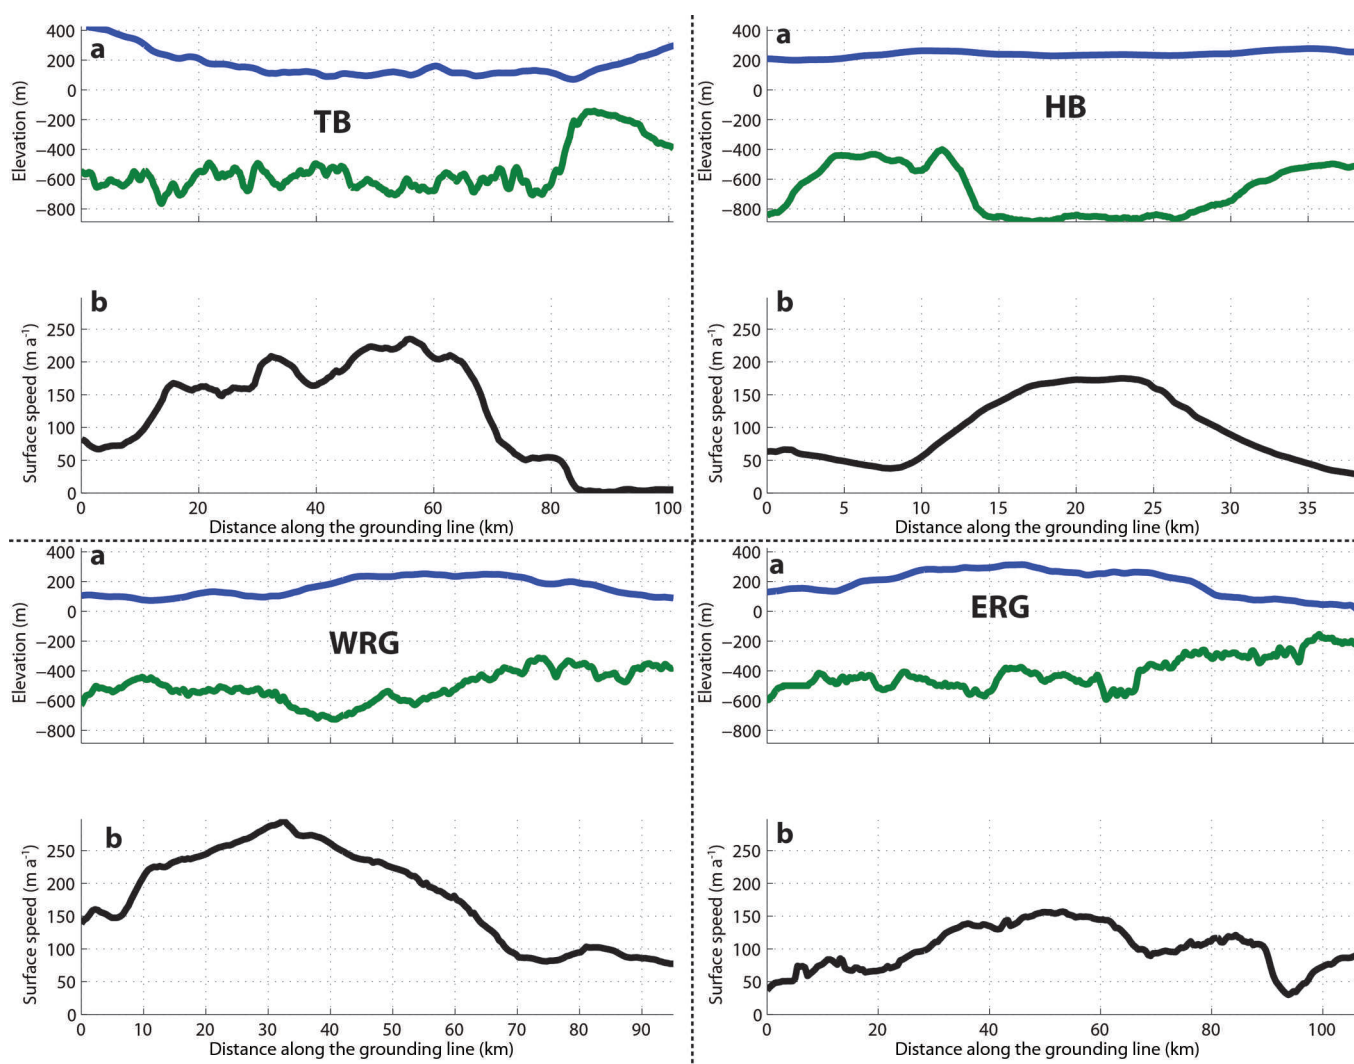 a
400
200
0
−200
−400
−600
−800
Elevation (m)
TB
b
250
200
150
100
50
0
Surface speed (m a⁻¹)
0 20 40 60 80 100
Distance along the grounding line (km)
a
400
200
0
−200
−400
−600
−800
Elevation (m)
HB
b
250
200
150
100
50
0
Surface speed (m a⁻¹)
0 5 10 15 20 25 30 35
Distance along the grounding line (km)
a
400
200
0
−200
−400
−600
−800
Elevation (m)
WRG
b
250
200
150
100
50
0
Surface speed (m a⁻¹)
0 10 20 30 40 50 60 70 80 90
Distance along the grounding line (km)
a
400
200
0
−200
−400
−600
−800
Elevation (m)
ERG
b
250
200
150
100
50
0
Surface speed (m a⁻¹)
0 20 40 60 80 100
Distance along the grounding line (km)